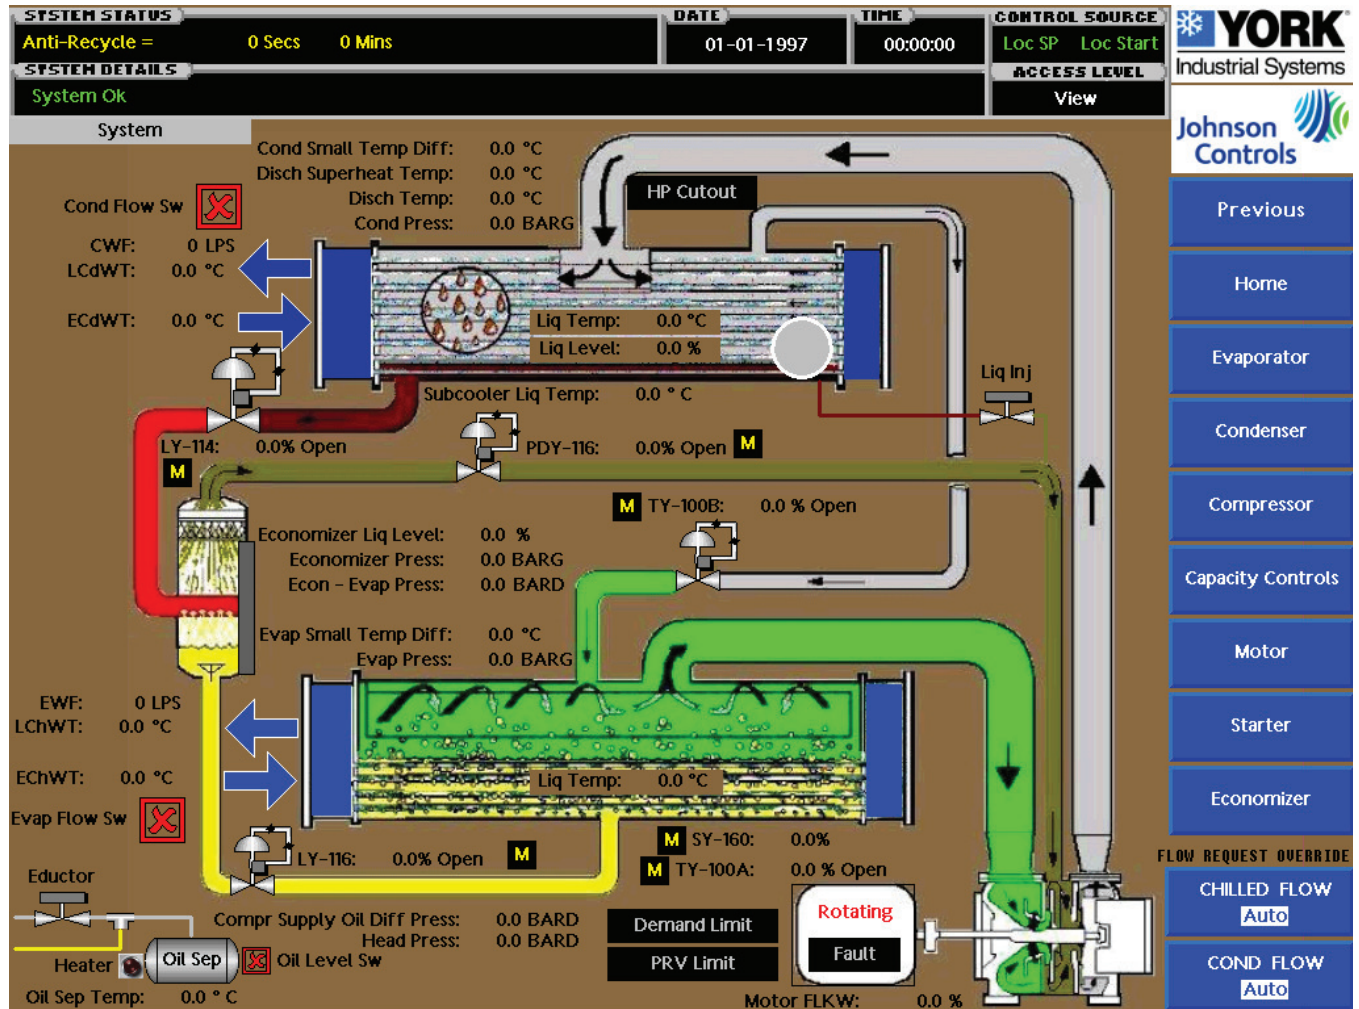 SYSTEM STATUS
Anti-Recycle = 0 Secs 0 Mins
DATE
01-01-1997
TIME
00:00:00
CONTROL SOURCE
Loc SP Loc Start
SYSTEM DETAILS
System Ok
ACCESS LEVEL
View
YORK
Industrial Systems
Johnson
Controls
System
Cond Small Temp Diff: 0.0 °C
Disch Superheat Temp: 0.0 °C
Disch Temp: 0.0 °C
Cond Press: 0.0 BARG
HP Cutout
Cond Flow Sw
CWF: 0 LPS
LCdWT: 0.0 °C
ECdWT: 0.0 °C
Liq Temp: 0.0 °C
Liq Level: 0.0 %
Liq Inj
Subcooler Liq Temp: 0.0 ° C
LY-114: 0.0% Open
M
PDY-116: 0.0% Open M
M TY-100B: 0.0 % Open
Economizer Liq Level: 0.0 %
Economizer Press: 0.0 BARG
Econ - Evap Press: 0.0 BARD
Evap Small Temp Diff: 0.0 °C
Evap Press: 0.0 BARG
EWF: 0 LPS
LChWT: 0.0 °C
EChWT: 0.0 °C
Evap Flow Sw
Liq Temp: 0.0 °C
LY-116: 0.0% Open M
M SY-160: 0.0%
M TY-100A: 0.0 % Open
Eductor
Compr Supply Oil Diff Press: 0.0 BARD
Head Press: 0.0 BARD
Heater
Oil Sep
Oil Level Sw
Oil Sep Temp: 0.0 ° C
Demand Limit
PRV Limit
Rotating
Fault
Motor FLKW: 0.0 %
Previous
Home
Evaporator
Condenser
Compressor
Capacity Controls
Motor
Starter
Economizer
FLOW REQUEST OVERRIDE
CHILLED FLOW
Auto
COND FLOW
Auto